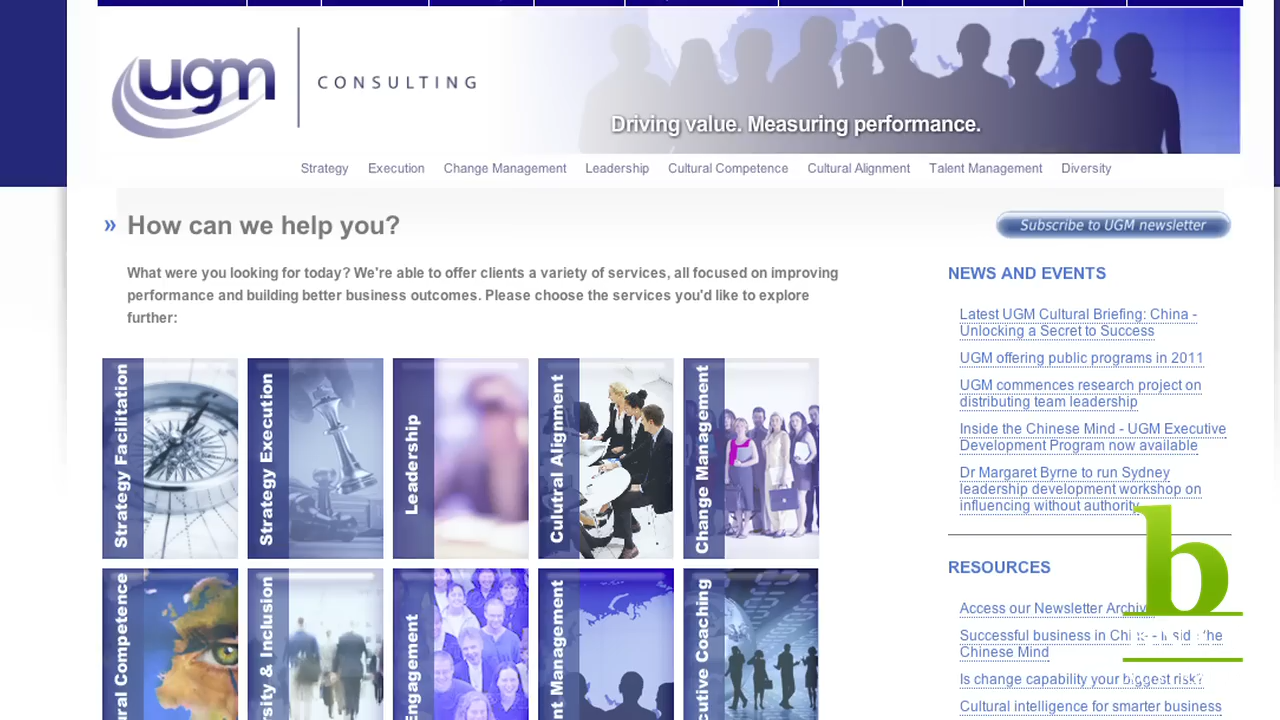 ugm
CONSULTING
Driving value. Measuring performance.
Strategy Execution Change Management Leadership Cultural Competence Cultural Alignment Talent Management Diversity
» How can we help you?
Subscribe to UGM newsletter
What were you looking for today? We're able to offer clients a variety of services, all focused on improving
performance and building better business outcomes. Please choose the services you'd like to explore
further:
Strategy Facilitation
Strategy Execution
Leadership
Culutral Alignment
Change Management
ural Competence
rsity & Inclusion
Engagement
nt Management
cutive Coaching
NEWS AND EVENTS
Latest UGM Cultural Briefing: China -
Unlocking a Secret to Success
UGM offering public programs in 2011
UGM commences research project on
distributing team leadership
Inside the Chinese Mind - UGM Executive
Development Program now available
Dr Margaret Byrne to run Sydney
leadership development workshop on
influencing without authority
RESOURCES
Access our Newsletter Archiv
Successful business in Chi the
Chinese Mind
Is change capability your biggest risk?
Cultural intelligence for smarter business
b